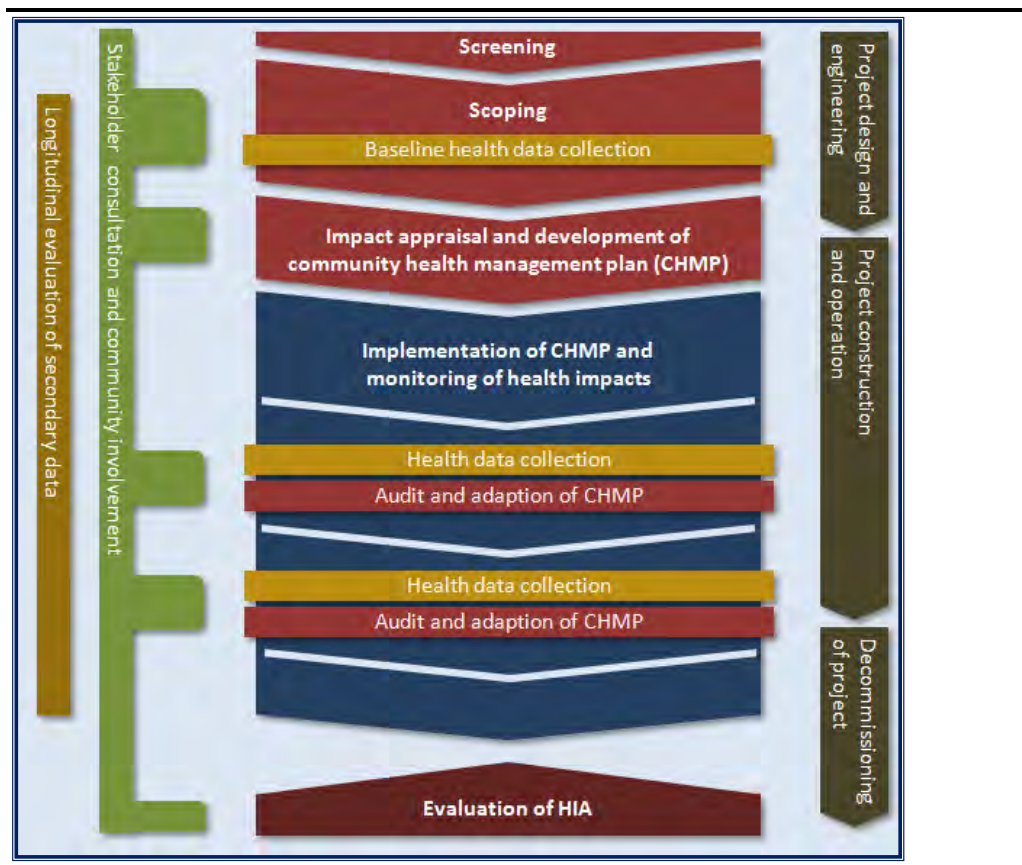 Longitudinal evaluation of secondary data
Stakeholder consultation and community involvement
Screening
Scoping
Baseline health data collection
Impact appraisal and development of
community health management plan (CHMP)
Implementation of CHMP and
monitoring of health impacts
Health data collection
Audit and adaption of CHMP
Health data collection
Audit and adaption of CHMP
Evaluation of HIA
Project design and
engineering
Project construction
and operation
Decommissioning
of project